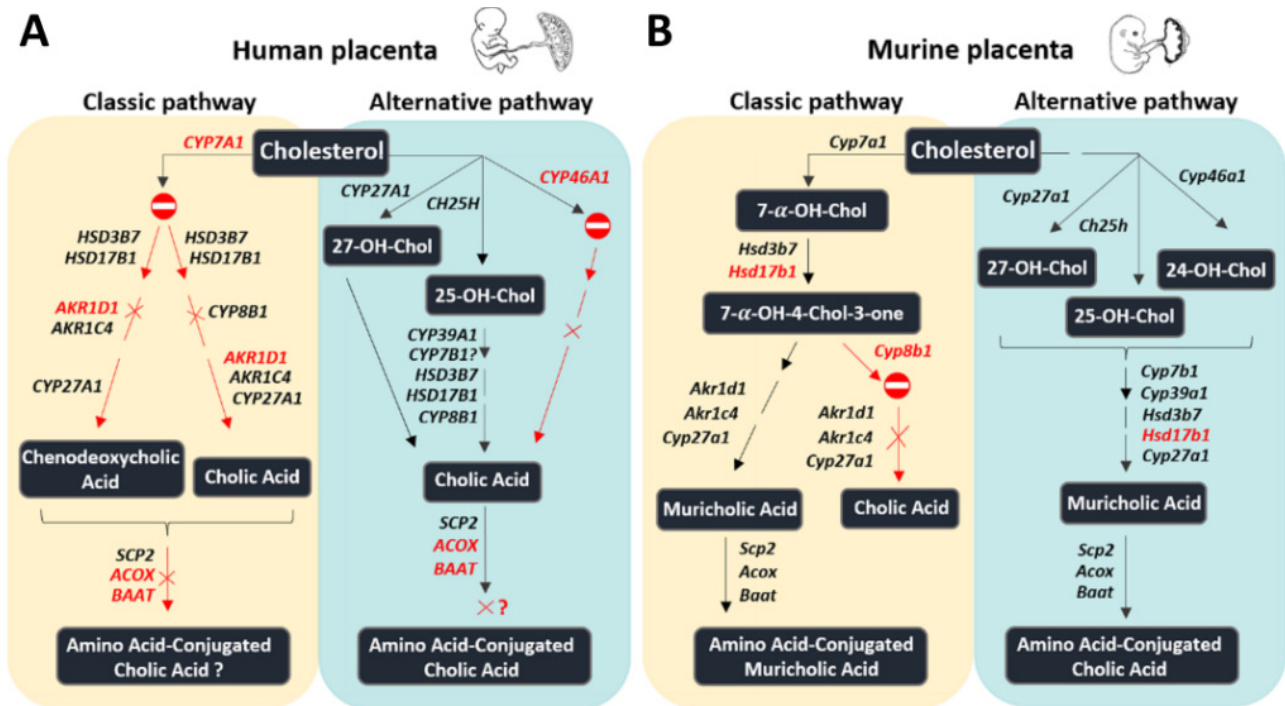 A
Human placenta
Classic pathway
Alternative pathway
CYP7A1
Cholesterol
CYP27A1
CH25H
CYP46A1
27-OH-Chol
25-OH-Chol
HSD3B7
HSD17B1
HSD3B7
HSD17B1
AKR1D1
AKR1C4
CYP8B1
CYP27A1
AKR1D1
AKR1C4
CYP27A1
CYP39A1
CYP7B1?
HSD3B7
HSD17B1
CYP8B1
Chenodeoxycholic
Acid
Cholic Acid
Cholic Acid
SCP2
ACOX
BAAT
SCP2
ACOX
BAAT
?
Amino Acid-Conjugated
Cholic Acid ?
Amino Acid-Conjugated
Cholic Acid
B
Murine placenta
Classic pathway
Alternative pathway
Cyp7a1
Cholesterol
Cyp27a1
Ch25h
Cyp46a1
7-α-OH-Chol
Hsd3b7
Hsd17b1
27-OH-Chol
24-OH-Chol
25-OH-Chol
7-α-OH-4-Chol-3-one
Cyp8b1
Akr1d1
Akr1c4
Cyp27a1
Akr1d1
Akr1c4
Cyp27a1
Cyp7b1
Cyp39a1
Hsd3b7
Hsd17b1
Cyp27a1
Muricholic Acid
Cholic Acid
Muricholic Acid
Scp2
Acox
Baat
Scp2
Acox
Baat
Amino Acid-Conjugated
Muricholic Acid
Amino Acid-Conjugated
Cholic Acid